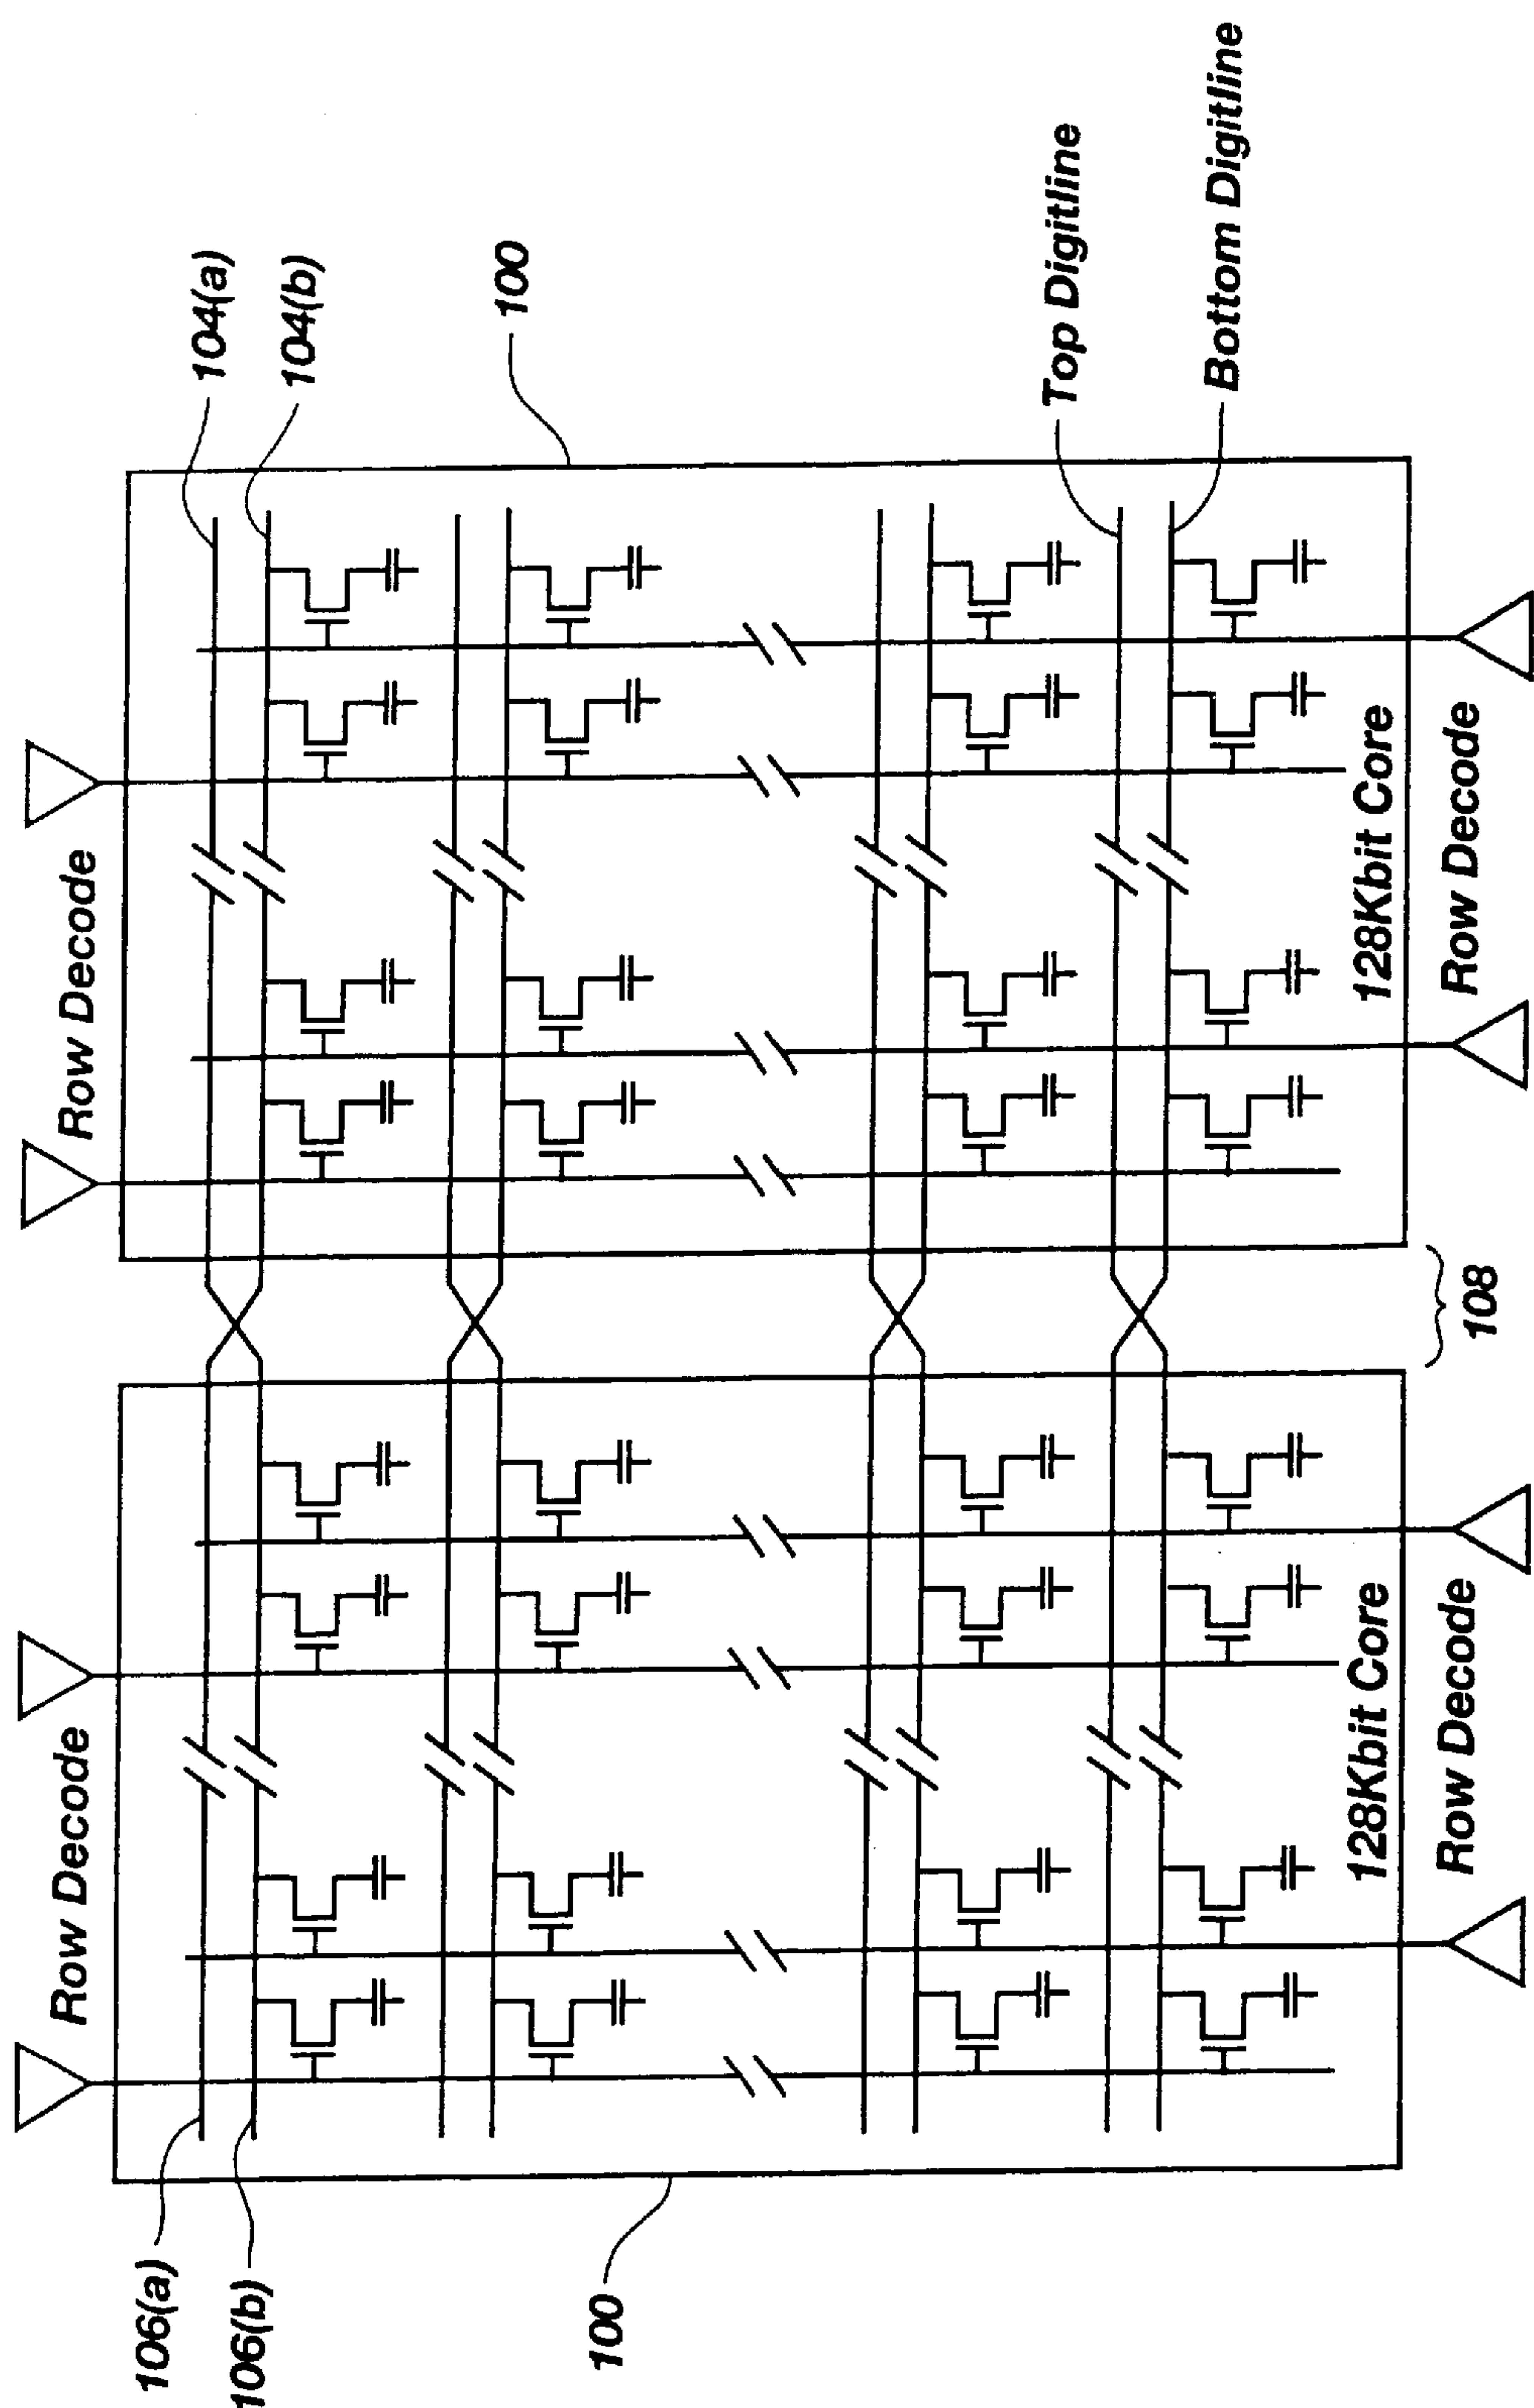 106(a)
106(b)
100
Row Decode
128Kbit Core
Row Decode
108
Row Decode
128Kbit Core
Row Decode
104(a)
104(b)
100
Top Digitline
Bottom Digitline